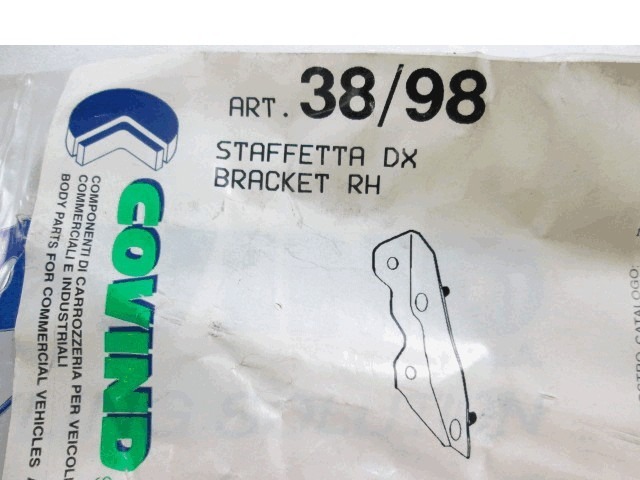 ART. 38/98
STAFFETTA DX
BRACKET RH
COVIND
COMPONENTI DI CARROZZERIA PER VEICOLI
COMMERCIALI E INDUSTRIALI
BODY PARTS FOR COMMERCIAL VEHICLES